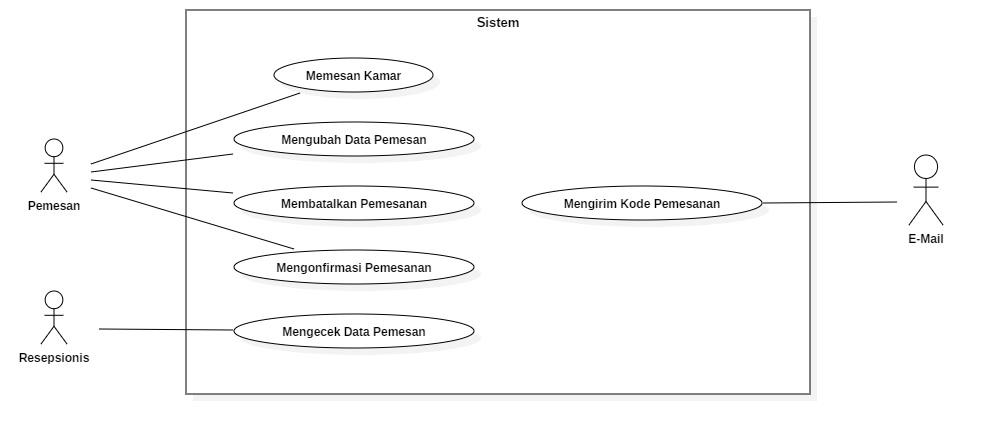 Sistem
Memesan Kamar
Mengubah Data Pemesan
Membatalkan Pemesanan
Mengirim Kode Pemesanan
Pemesan
E-Mail
Mengonfirmasi Pemesanan
Mengecek Data Pemesan
Resepsionis